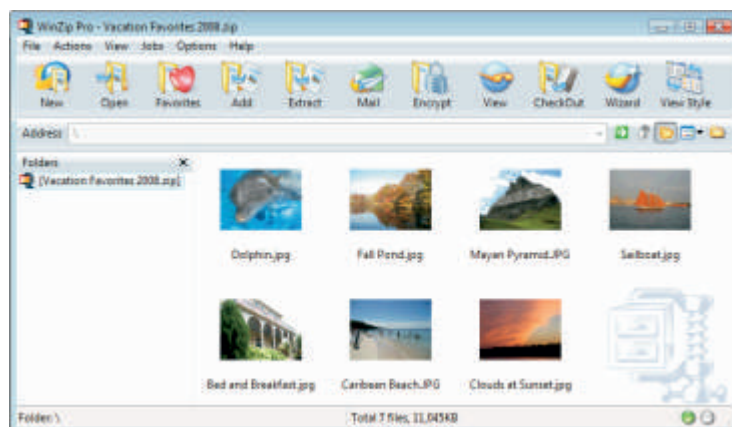 WinZip Pro - Vacation Favorites 2008.zip
File Actions View Jobs Options Help
New Open Favorites Add Extract Mail Encrypt View CheckOut Wizard View Style
Address \
Folders
[Vacation Favorites 2008.zip]
Dolphin.jpg Fall Pond.jpg Mayan Pyramid.JPG Sailboat.jpg
Bed and Breakfast.jpg Caribean Beach.JPG Clouds at Sunset.jpg
Folder: \ Total 7 files, 11,045KB